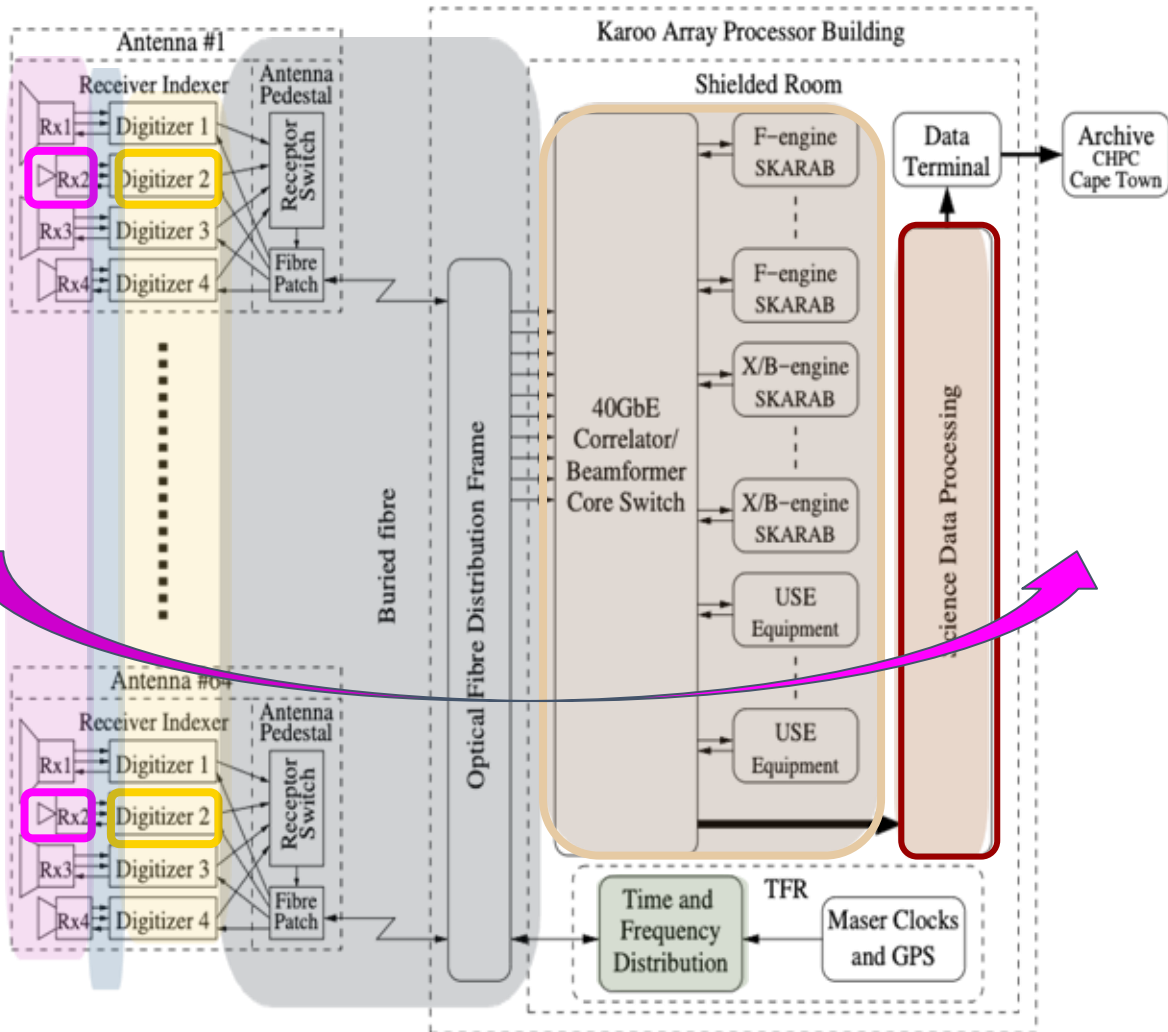 Karoo Array Processor Building
Antenna #1
Receiver Indexer
Antenna
Pedestal
Rx1
Digitizer 1
Rx2
Digitizer 2
Rx3
Digitizer 3
Rx4
Digitizer 4
Receptor
Switch
Fibre
Patch
Buried fibre
Optical Fibre Distribution Frame
Shielded Room
40GbE
Correlator/
Beamformer
Core Switch
F-engine
SKARAB
F-engine
SKARAB
X/B-engine
SKARAB
X/B-engine
SKARAB
USE
Equipment
USE
Equipment
Data
Terminal
Archive
CHPC
Cape Town
Science Data Processing
Antenna #64
Receiver Indexer
Antenna
Pedestal
Rx1
Digitizer 1
Rx2
Digitizer 2
Rx3
Digitizer 3
Rx4
Digitizer 4
Receptor
Switch
Fibre
Patch
TFR
Time and
Frequency
Distribution
Maser Clocks
and GPS